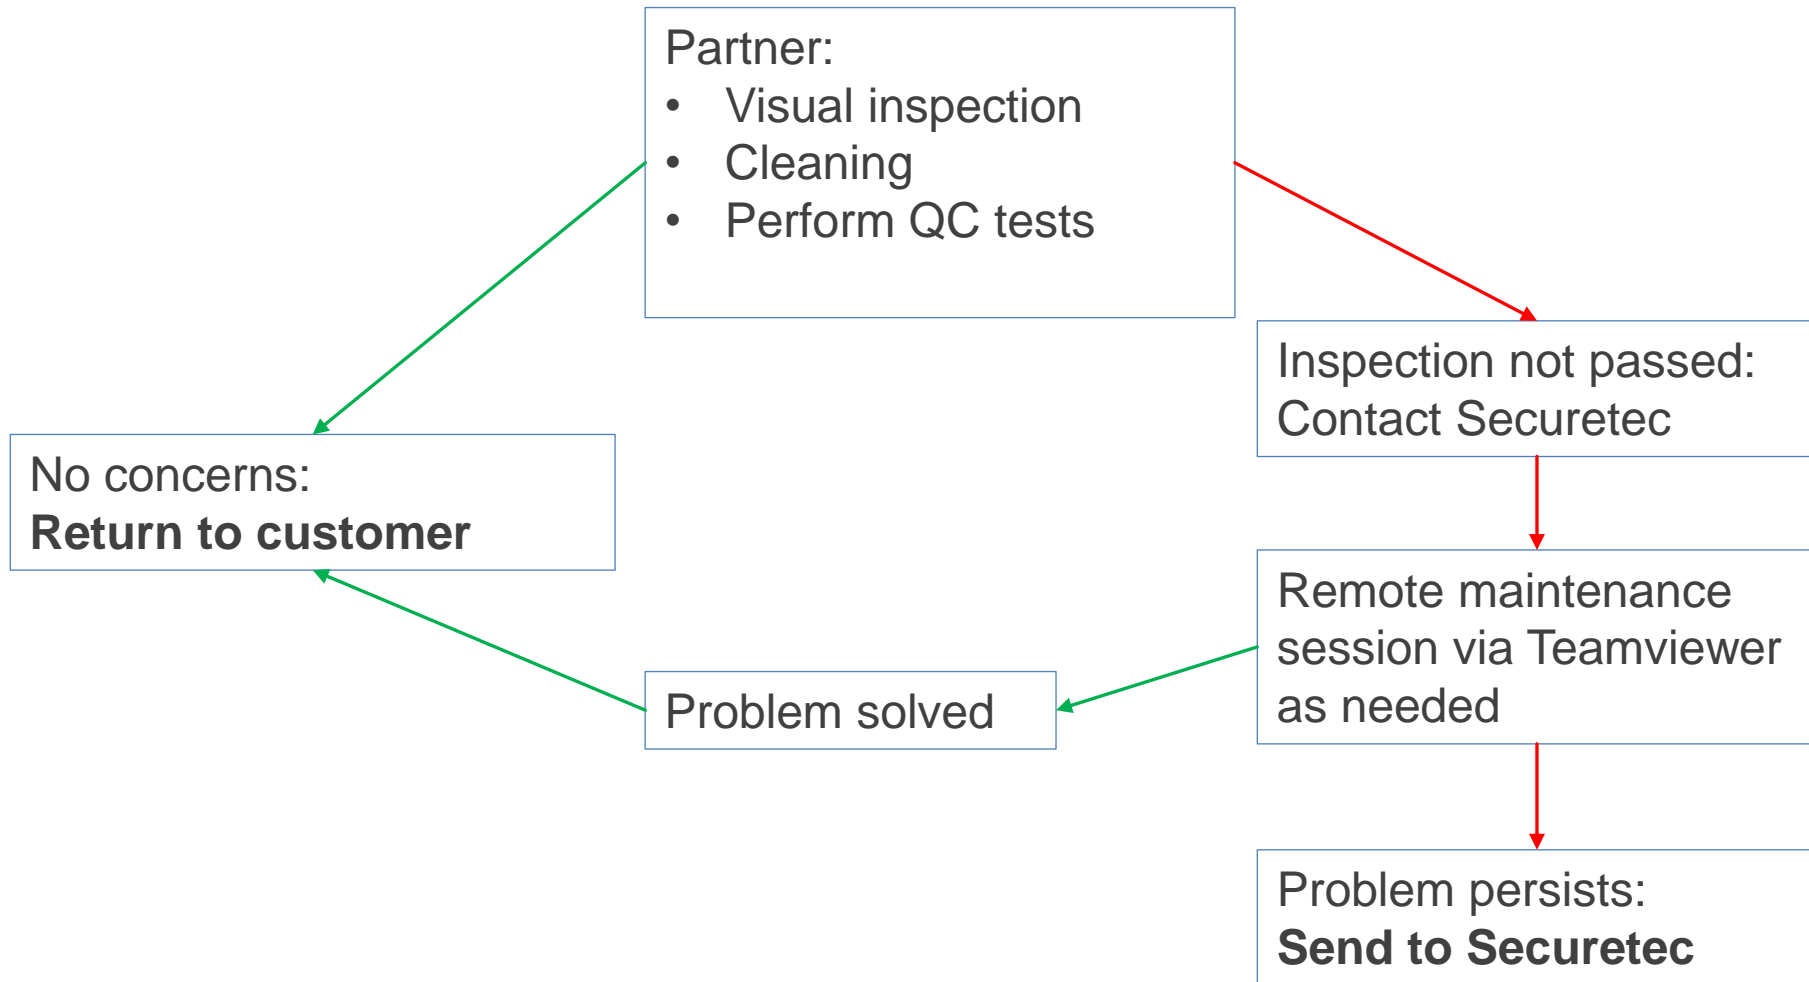 Partner:
• Visual inspection
• Cleaning
• Perform QC tests
Inspection not passed:
Contact Securetec
No concerns:
Return to customer
Remote maintenance
session via Teamviewer
as needed
Problem solved
Problem persists:
Send to Securetec